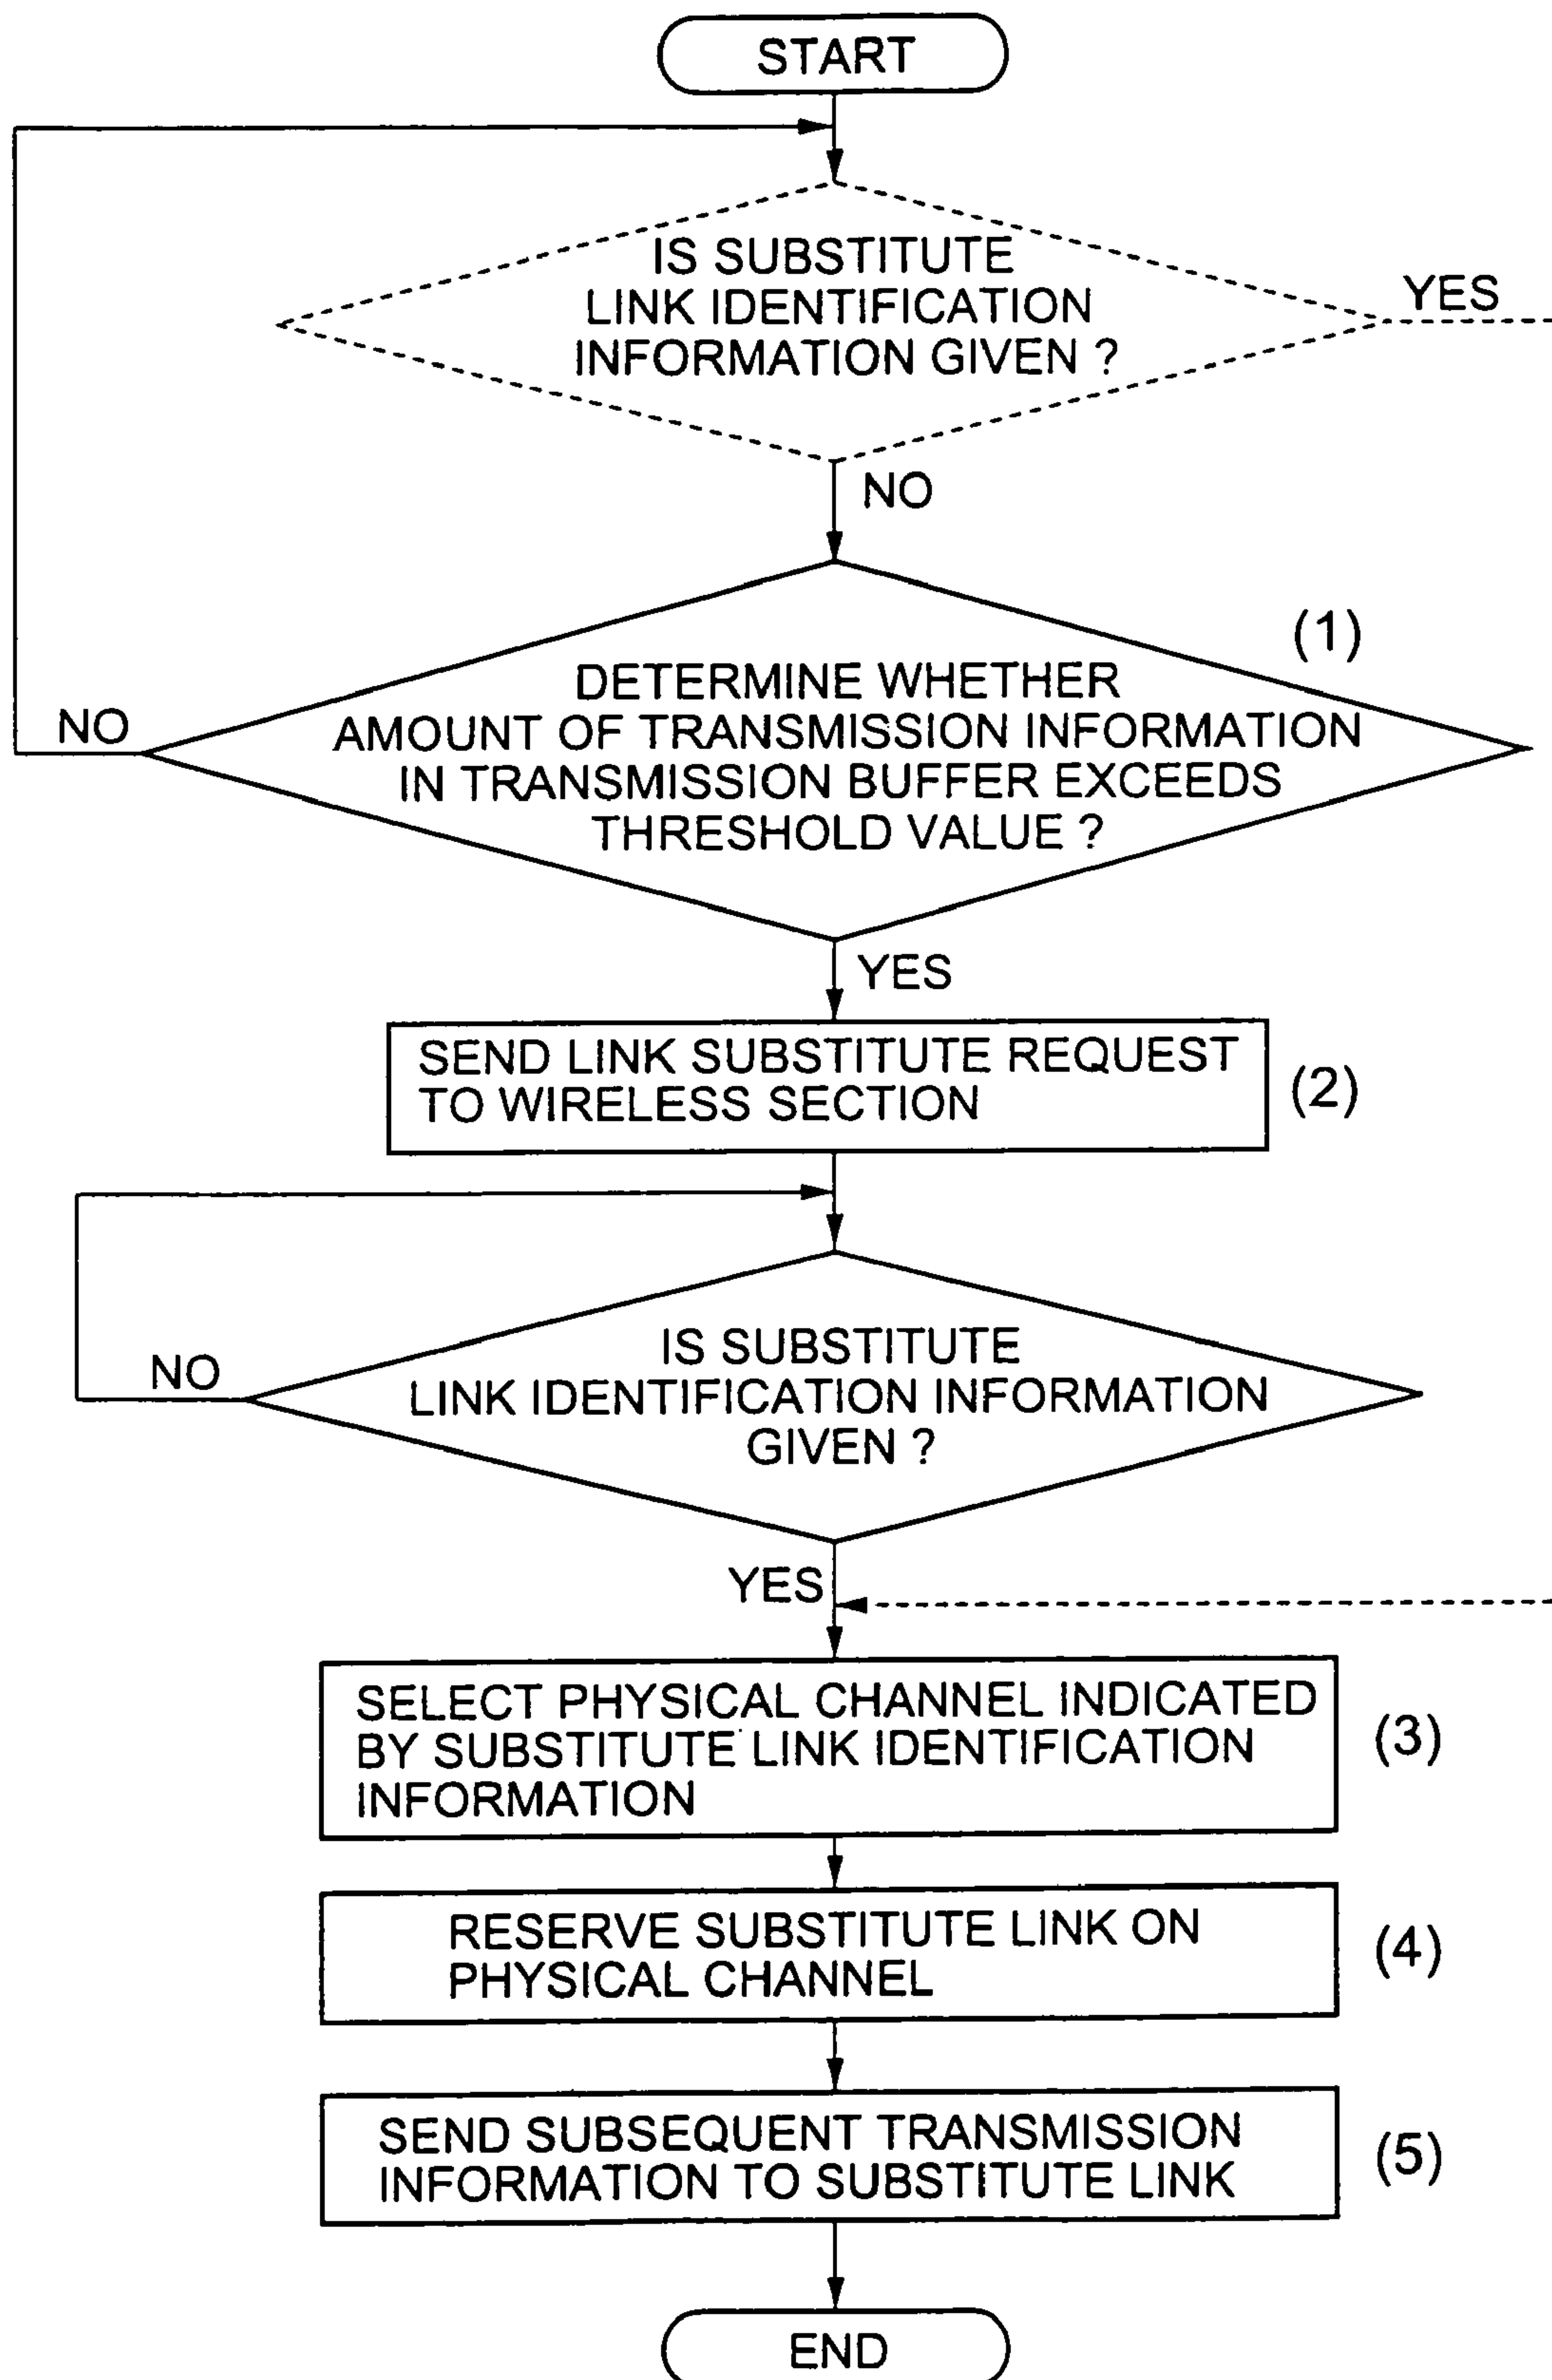 START
IS SUBSTITUTE
LINK IDENTIFICATION
INFORMATION GIVEN ?
YES
NO
(1)
DETERMINE WHETHER
AMOUNT OF TRANSMISSION INFORMATION
IN TRANSMISSION BUFFER EXCEEDS
THRESHOLD VALUE ?
NO
YES
SEND LINK SUBSTITUTE REQUEST
TO WIRELESS SECTION
(2)
IS SUBSTITUTE
LINK IDENTIFICATION INFORMATION
GIVEN ?
NO
YES
SELECT PHYSICAL CHANNEL INDICATED
BY SUBSTITUTE LINK IDENTIFICATION
INFORMATION
(3)
RESERVE SUBSTITUTE LINK ON
PHYSICAL CHANNEL
(4)
SEND SUBSEQUENT TRANSMISSION
INFORMATION TO SUBSTITUTE LINK
(5)
END